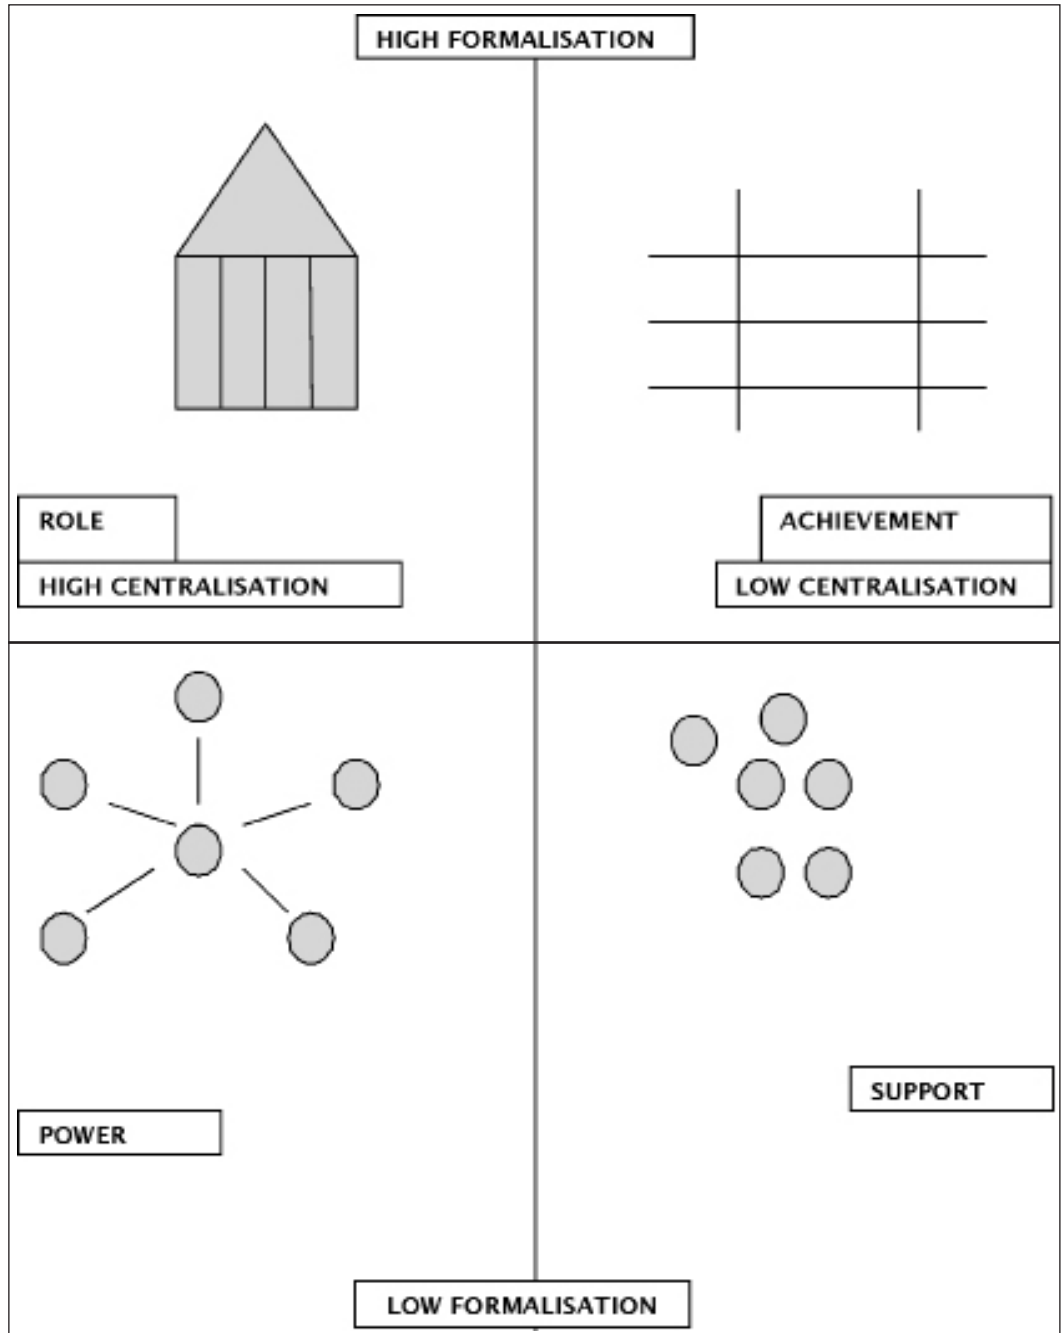 HIGH FORMALISATION
ROLE
ACHIEVEMENT
HIGH CENTRALISATION
LOW CENTRALISATION
SUPPORT
POWER
LOW FORMALISATION